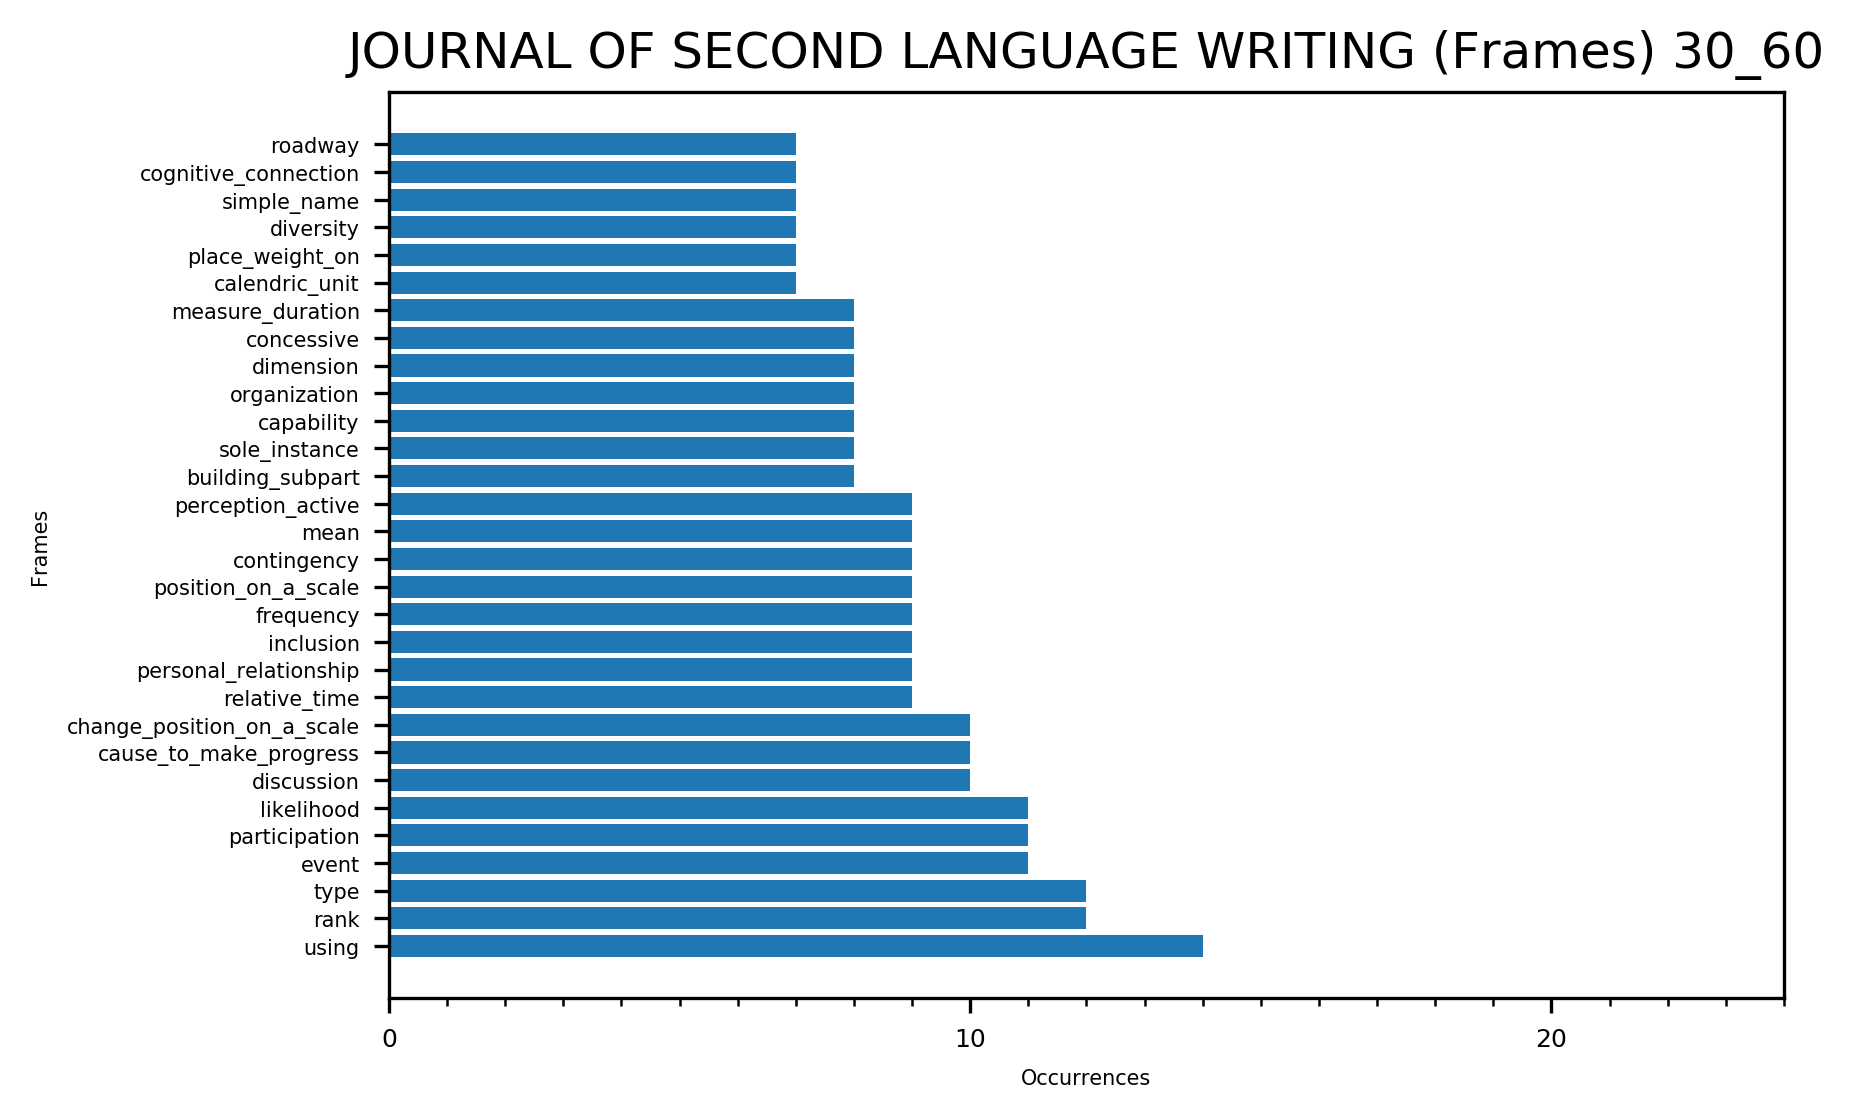 JOURNAL OF SECOND LANGUAGE WRITING (Frames) 30_60
roadway
cognitive_connection
simple_name
diversity
place_weight_on
calendric_unit
measure_duration
concessive
dimension
organization
capability
sole_instance
building_subpart
perception_active
mean
contingency
position_on_a_scale
frequency
inclusion
personal_relationship
relative_time
change_position_on_a_scale
cause_to_make_progress
discussion
likelihood
participation
event
type
rank
using
Frames
0 10 20
Occurrences